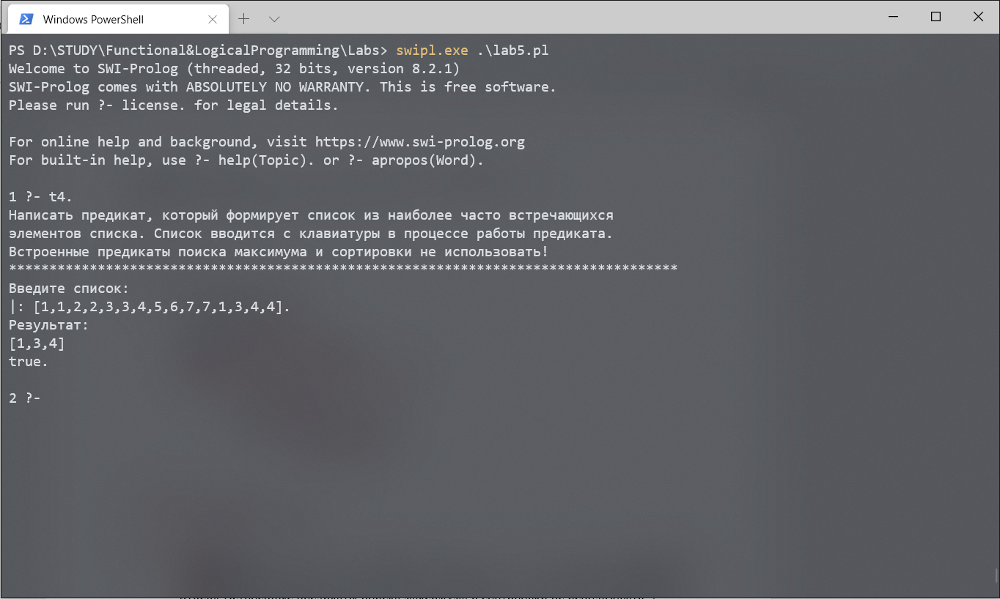 Windows PowerShell
PS D:\STUDY\Functional&LogicalProgramming\Labs> swipl.exe .\lab5.pl
Welcome to SWI-Prolog (threaded, 32 bits, version 8.2.1)
SWI-Prolog comes with ABSOLUTELY NO WARRANTY. This is free software.
Please run ?- license. for legal details.
For online help and background, visit https://www.swi-prolog.org
For built-in help, use ?- help(Topic). or ?- apropos(Word).
1 ?- t4.
Написать предикат, который формирует список из наиболее часто встречающихся
элементов списка. Список вводится с клавиатуры в процессе работы предиката.
Встроенные предикаты поиска максимума и сортировки не использовать!
***********************************************************************************
Введите список:
|: [1,1,2,2,3,3,4,5,6,7,7,1,3,4,4].
Результат:
[1,3,4]
true.
2 ?-